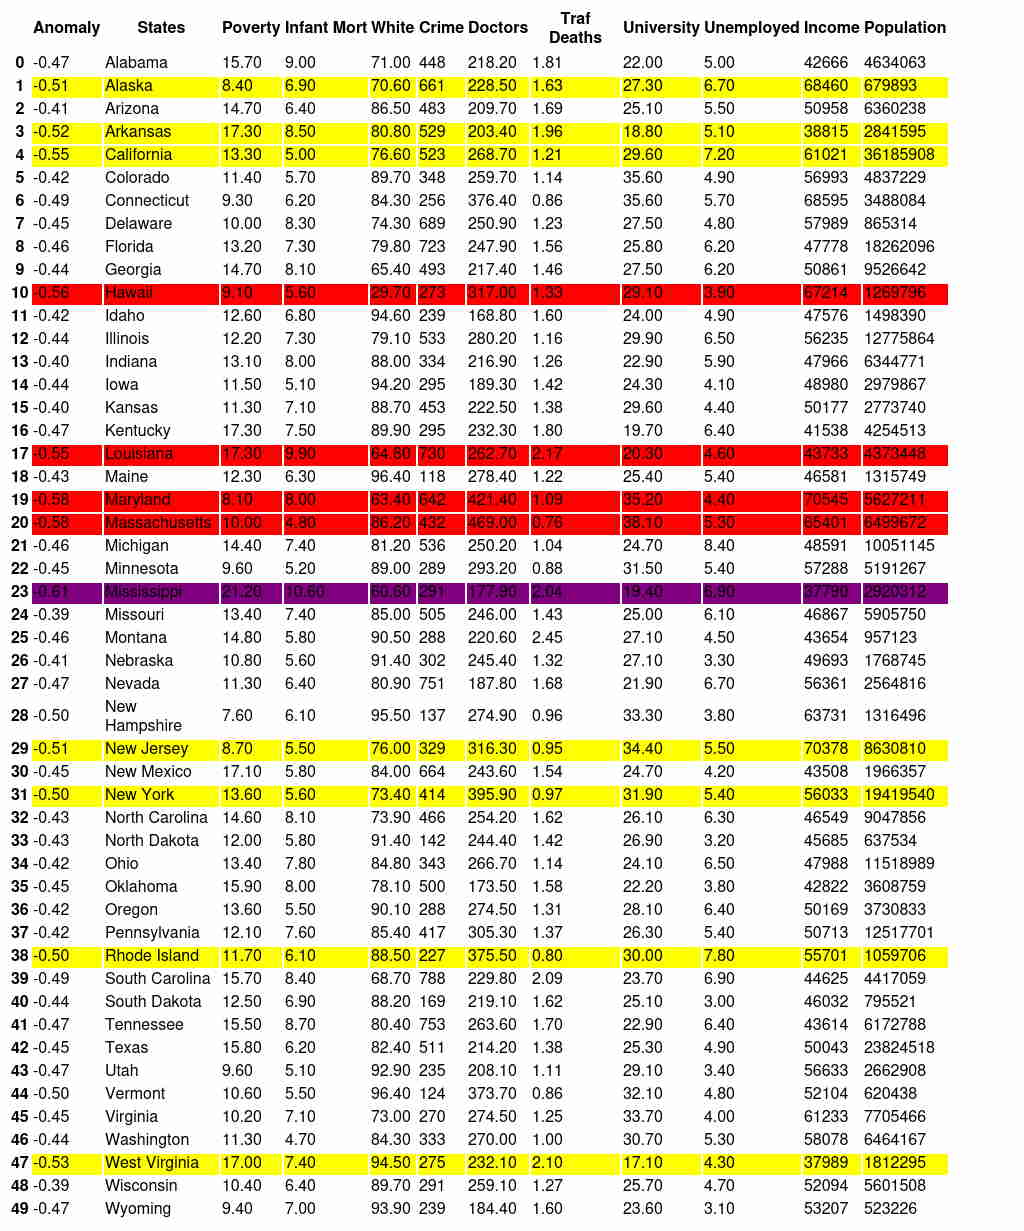 Anomaly States Poverty Infant Mort White Crime Doctors Traf Deaths University Unemployed Income Population
0 -0.47 Alabama 15.70 9.00 71.00 448 218.20 1.81 22.00 5.00 42666 4634063
1 -0.51 Alaska 8.40 6.90 70.60 661 228.50 1.63 27.30 6.70 68460 679893
2 -0.41 Arizona 14.70 6.40 86.50 483 209.70 1.69 25.10 5.50 50958 6360238
3 -0.52 Arkansas 17.30 8.50 80.80 529 203.40 1.96 18.80 5.10 38815 2841595
4 -0.55 California 13.30 5.00 76.60 523 268.70 1.21 29.60 7.20 61021 36185908
5 -0.42 Colorado 11.40 5.70 89.70 348 259.70 1.14 35.60 4.90 56993 4837229
6 -0.49 Connecticut 9.30 6.20 84.30 256 376.40 0.86 35.60 5.70 68595 3488084
7 -0.45 Delaware 10.00 8.30 74.30 689 250.90 1.23 27.50 4.80 57989 865314
8 -0.46 Florida 13.20 7.30 79.80 723 247.90 1.56 25.80 6.20 47778 18262096
9 -0.44 Georgia 14.70 8.10 65.40 493 217.40 1.46 27.50 6.20 50861 9526642
10 -0.56 Hawaii 9.10 5.60 29.70 273 317.00 1.33 29.10 3.90 67214 1269796
11 -0.42 Idaho 12.60 6.80 94.60 239 168.80 1.60 24.00 4.90 47576 1498390
12 -0.44 Illinois 12.20 7.30 79.10 533 280.20 1.16 29.90 6.50 56235 12775864
13 -0.40 Indiana 13.10 8.00 88.00 334 216.90 1.26 22.90 5.90 47966 6344771
14 -0.44 Iowa 11.50 5.10 94.20 295 189.30 1.42 24.30 4.10 48980 2979867
15 -0.40 Kansas 11.30 7.10 88.70 453 222.50 1.38 29.60 4.40 50177 2773740
16 -0.47 Kentucky 17.30 7.50 89.90 295 232.30 1.80 19.70 6.40 41538 4254513
17 -0.55 Louisiana 17.30 9.90 64.80 730 262.70 2.17 20.30 4.60 43733 4373448
18 -0.43 Maine 12.30 6.30 96.40 118 278.40 1.22 25.40 5.40 46581 1315749
19 -0.58 Maryland 8.10 8.00 63.40 642 421.40 1.09 35.20 4.40 70545 5627211
20 -0.58 Massachusetts 10.00 4.80 86.20 432 469.00 0.76 38.10 5.30 65401 6499672
21 -0.46 Michigan 14.40 7.40 81.20 536 250.20 1.04 24.70 8.40 48591 10051145
22 -0.45 Minnesota 9.60 5.20 89.00 289 293.20 0.88 31.50 5.40 57288 5191267
23 -0.61 Mississippi 21.20 10.60 60.60 291 177.90 2.04 19.40 6.90 37790 2920312
24 -0.39 Missouri 13.40 7.40 85.00 505 246.00 1.43 25.00 6.10 46867 5905750
25 -0.46 Montana 14.80 5.80 90.50 288 220.60 2.45 27.10 4.50 43654 957123
26 -0.41 Nebraska 10.80 5.60 91.40 302 245.40 1.32 27.10 3.30 49693 1768745
27 -0.47 Nevada 11.30 6.40 80.90 751 187.80 1.68 21.90 6.70 56361 2564816
28 -0.50 New Hampshire 7.60 6.10 95.50 137 274.90 0.96 33.30 3.80 63731 1316496
29 -0.51 New Jersey 8.70 5.50 76.00 329 316.30 0.95 34.40 5.50 70378 8630810
30 -0.45 New Mexico 17.10 5.80 84.00 664 243.60 1.54 24.70 4.20 43508 1966357
31 -0.50 New York 13.60 5.60 73.40 414 395.90 0.97 31.90 5.40 56033 19419540
32 -0.43 North Carolina 14.60 8.10 73.90 466 254.20 1.62 26.10 6.30 46549 9047856
33 -0.43 North Dakota 12.00 5.80 91.40 142 244.40 1.42 26.90 3.20 45685 637534
34 -0.42 Ohio 13.40 7.80 84.80 343 266.70 1.14 24.10 6.50 47988 11518989
35 -0.45 Oklahoma 15.90 8.00 78.10 500 173.50 1.58 22.20 3.80 42822 3608759
36 -0.42 Oregon 13.60 5.50 90.10 288 274.50 1.31 28.10 6.40 50169 3730833
37 -0.42 Pennsylvania 12.10 7.60 85.40 417 305.30 1.37 26.30 5.40 50713 12517701
38 -0.50 Rhode Island 11.70 6.10 88.50 227 375.50 0.80 30.00 7.80 55701 1059706
39 -0.49 South Carolina 15.70 8.40 68.70 788 229.80 2.09 23.70 6.90 44625 4417059
40 -0.44 South Dakota 12.50 6.90 88.20 169 219.10 1.62 25.10 3.00 46032 795521
41 -0.47 Tennessee 15.50 8.70 80.40 753 263.60 1.70 22.90 6.40 43614 6172788
42 -0.45 Texas 15.80 6.20 82.40 511 214.20 1.38 25.30 4.90 50043 23824518
43 -0.47 Utah 9.60 5.10 92.90 235 208.10 1.11 29.10 3.40 56633 2662908
44 -0.50 Vermont 10.60 5.50 96.40 124 373.70 0.86 32.10 4.80 52104 620438
45 -0.45 Virginia 10.20 7.10 73.00 270 274.50 1.25 33.70 4.00 61233 7705466
46 -0.44 Washington 11.30 4.70 84.30 333 270.00 1.00 30.70 5.30 58078 6464167
47 -0.53 West Virginia 17.00 7.40 94.50 275 232.10 2.10 17.10 4.30 37989 1812295
48 -0.39 Wisconsin 10.40 6.40 89.70 291 259.10 1.27 25.70 4.70 52094 5601508
49 -0.47 Wyoming 9.40 7.00 93.90 239 184.40 1.60 23.60 3.10 53207 523226